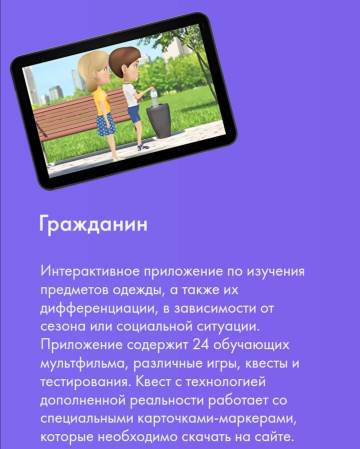 Гражданин
Интерактивное приложение по изучения
предметов одежды, а также их
дифференциации, в зависимости от
сезона или социальной ситуации.
Приложение содержит 24 обучающих
мультфильма, различные игры, квесты и
тестирования. Квест с технологией
дополненной реальности работает со
специальными карточками-маркерами,
которые необходимо скачать на сайте.